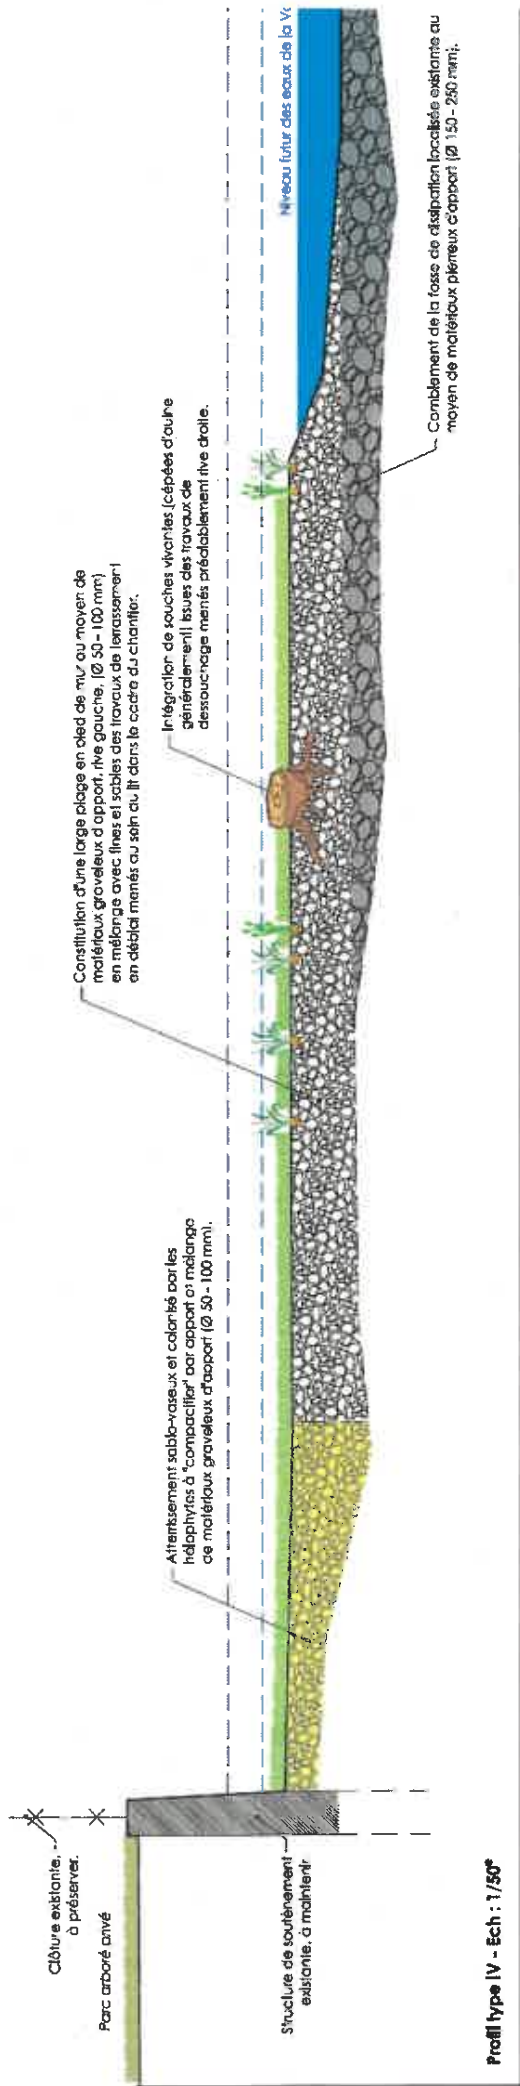 Clôture existante,
à préserver.
Parc arboré privé
Structure de soutènement
existante, à maintenir
Atterrissement sablo-vaseux et colonisé par les
hélophytes à "compacifier" par apport et mélange
de matériaux graveleux d'apport (Ø 50 - 100 mm).
Constitution d'une large plage en pied de mur au moyen de
matériaux graveleux d'apport, rive gauche, (Ø 50 - 100 mm)
en mélange avec fines et sables des travaux de terrassement
en déblai menés au sein du lit dans le cadre du chantier.
Intégration de souches vivantes (cépées d'aulne
généralement) issues des travaux de
dessouchage menés préalablement rive droite.
Niveau futur des eaux de la
Comblement de la fosse de dissipation localisée existante au
moyen de matériaux pierreux d'apport (Ø 150 - 250 mm).
Profil type IV - Ech : 1/50°